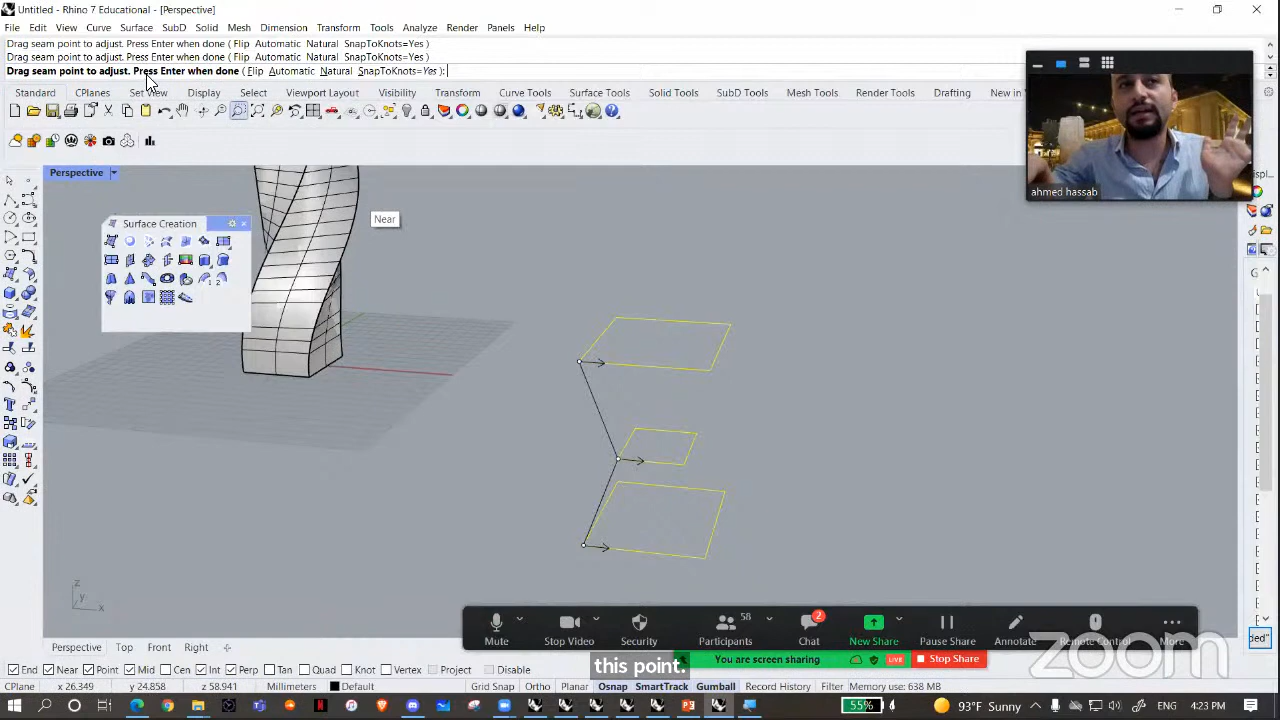 Untitled - Rhino 7 Educational - [Perspective]
File Edit View Curve Surface SubD Solid Mesh Dimension Transform Tools Analyze Render Panels Help
Drag seam point to adjust. Press Enter when done ( Flip Automatic Natural SnapToKnots=Yes )
Drag seam point to adjust. Press Enter when done ( Flip Automatic Natural SnapToKnots=Yes )
Drag seam point to adjust. Press Enter when done ( Flip Automatic Natural SnapToKnots=Yes ):
Standard CPlanes Set View Display Select Viewport Layout Visibility Transform Curve Tools Surface Tools Solid Tools SubD Tools Mesh Tools Render Tools Drafting New in
ahmed hassab
Perspective
Near
Surface Creation
z
y
x
58
2
Mute Stop Video Security Participants Chat New Share Pause Share Annotate Remote Control More
zoom
You are screen sharing LIVE Stop Share
this point.
Perspective Top Front Right
End Near Point Mid Cen Int Perp Tan Quad Knot Vertex Project Disable
CPlane x 26.349 y 24.858 z 58.941 Millimeters Default Grid Snap Ortho Planar Osnap SmartTrack Gumball Record History Filter Memory use: 638 MB
55% 93°F Sunny ENG 4:23 PM